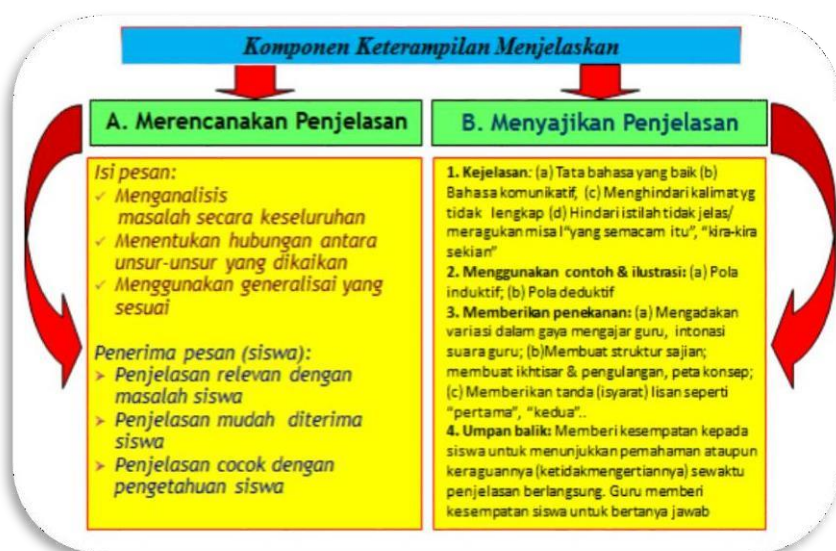 Komponen Keterampilan Menjelaskan
A. Merencanakan Penjelasan
Isi pesan:
✓ Menganalisis
masalah secara keseluruhan
✓ Menentukan hubungan antara
unsur-unsur yang dikaikan
✓ Menggunakan generalisai yang
sesuai
Penerima pesan (siswa):
➢ Penjelasan relevan dengan
masalah siswa
➢ Penjelasan mudah diterima
siswa
➢ Penjelasan cocok dengan
pengetahuan siswa
B. Menyajikan Penjelasan
1. Kejelasan: (a) Tata bahasa yang baik (b)
Bahasa komunikatif, (c) Menghindari kalimat yg
tidak lengkap (d) Hindari istilah tidak jelas/
meragukan misal "yang semacam itu", "kira-kira
sekian"
2. Menggunakan contoh & ilustrasi: (a) Pola
induktif; (b) Pola deduktif
3. Memberikan penekanan: (a) Mengadakan
variasi dalam gaya mengajar guru, intonasi
suara guru; (b)Membuat struktur sajian;
membuat ikhtisar & pengulangan, peta konsep;
(c) Memberikan tanda (isyarat) lisan seperti
"pertama", "kedua"..
4. Umpan balik: Memberi kesempatan kepada
siswa untuk menunjukkan pemahaman ataupun
keraguannya (ketidakmengertiannya) sewaktu
penjelasan berlangsung. Guru memberi
kesempatan siswa untuk bertanya jawab